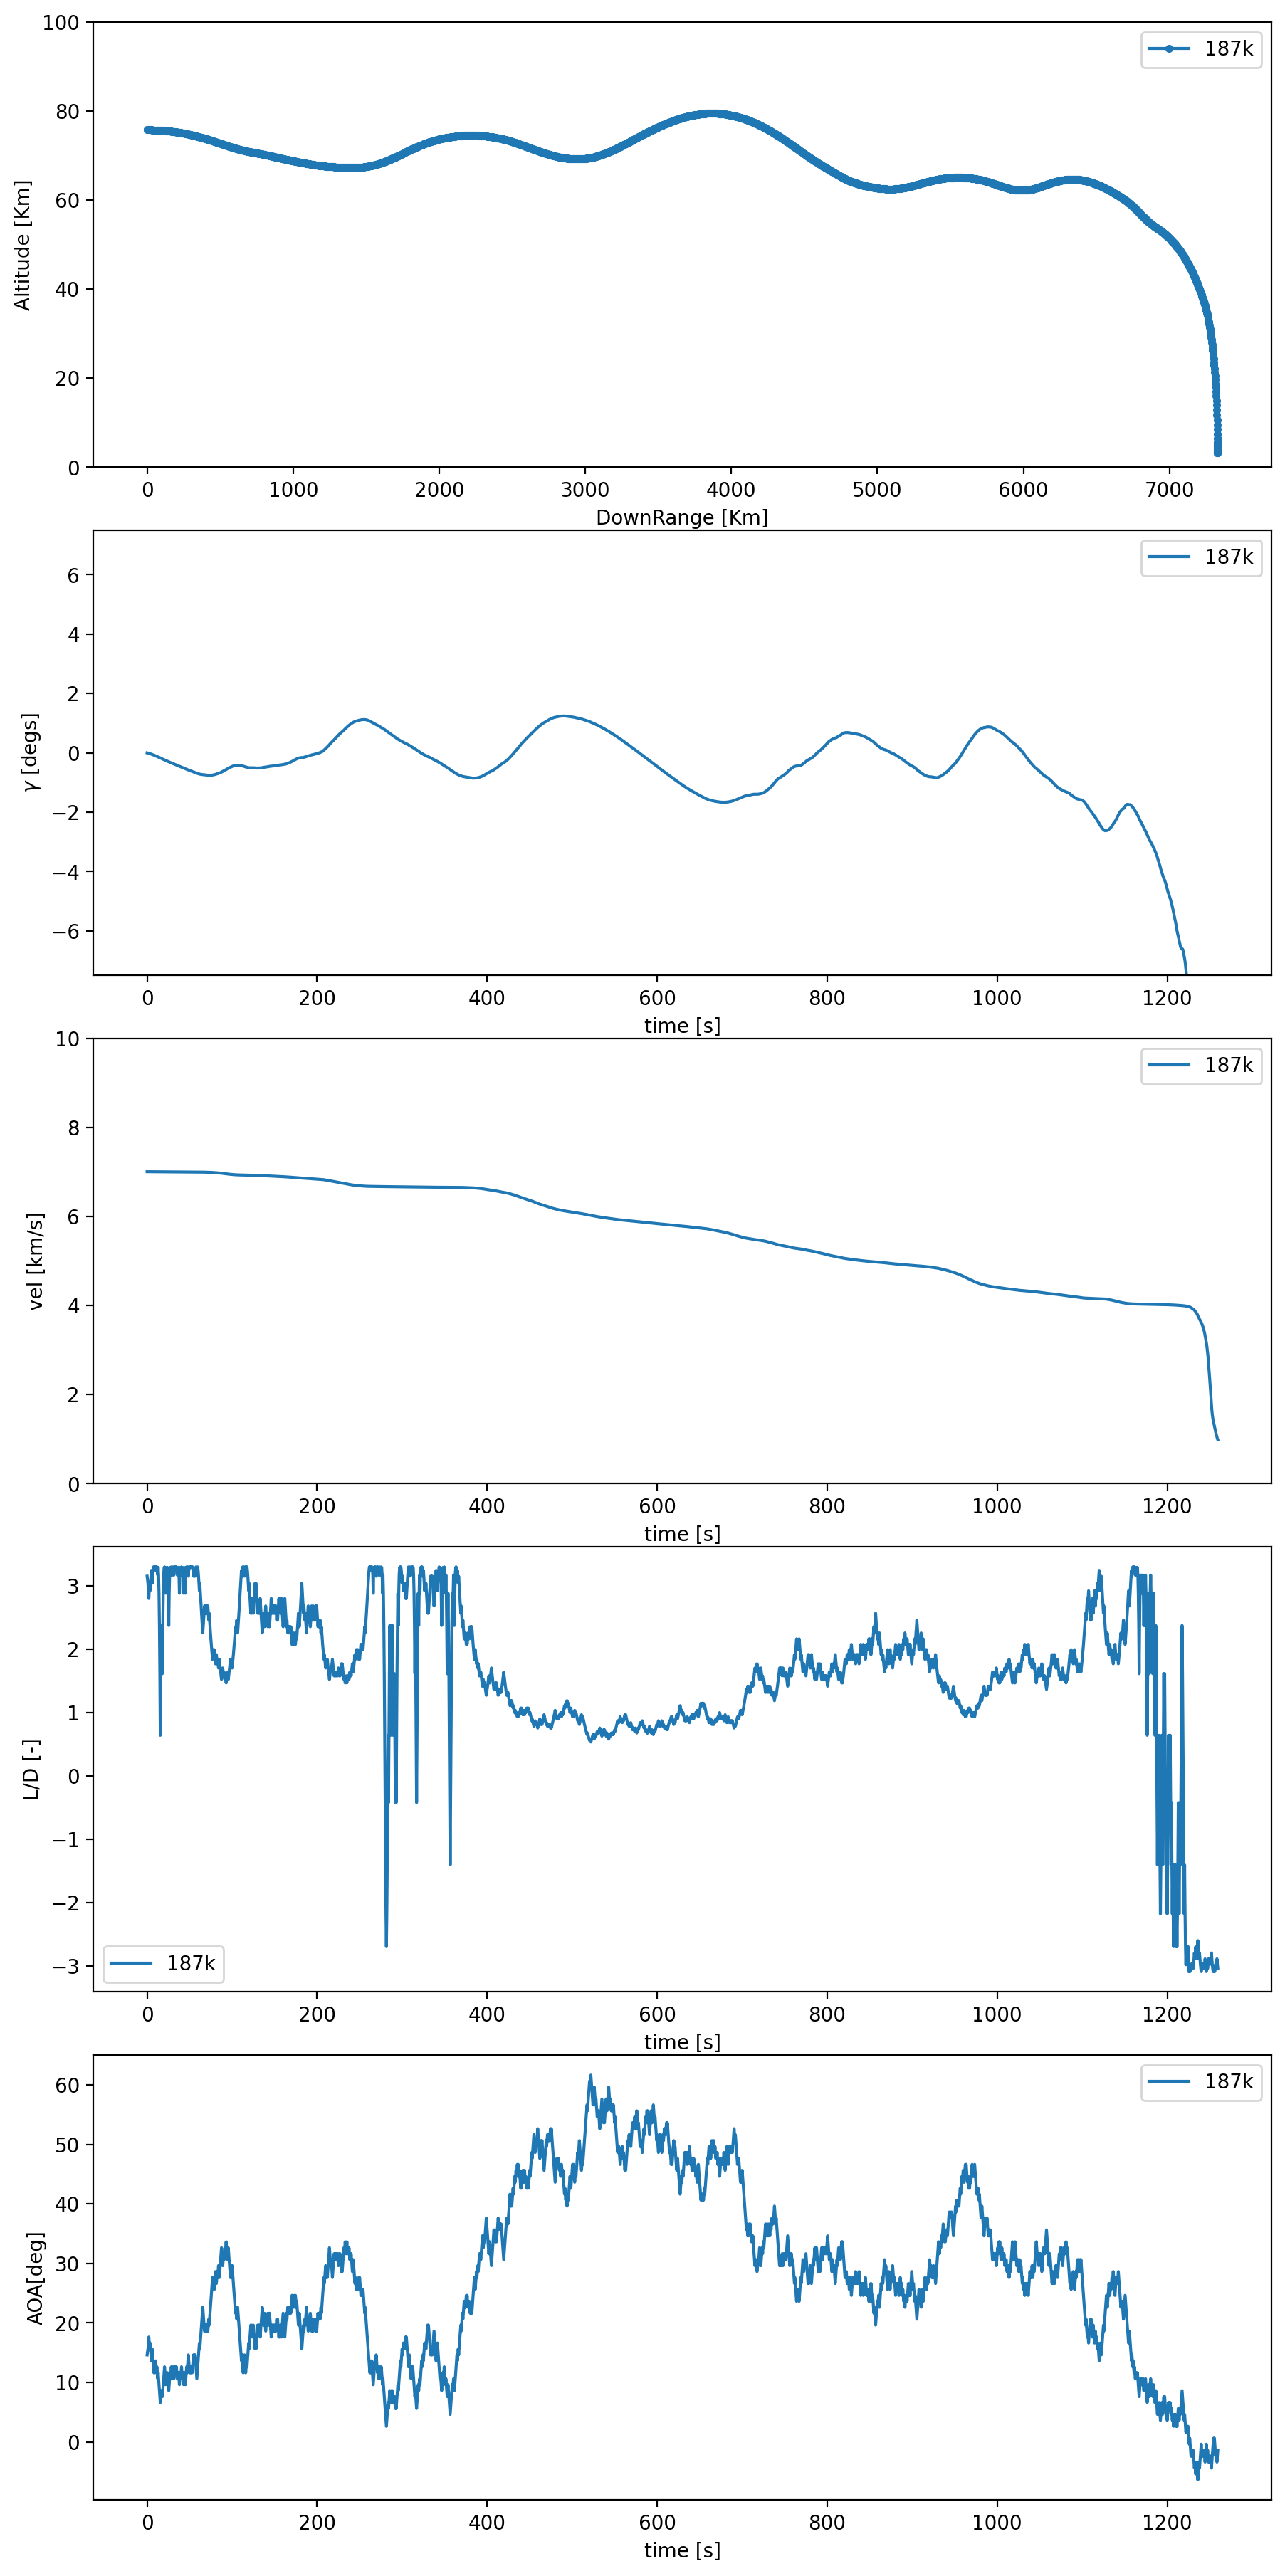 100
80
60
40
20
0
Altitude [Km]
187k
0 1000 2000 3000 4000 5000 6000 7000
DownRange [Km]
6
4
2
0
−2
−4
−6
γ [degs]
187k
0 200 400 600 800 1000 1200
time [s]
10
8
6
4
2
0
vel [km/s]
187k
0 200 400 600 800 1000 1200
time [s]
3
2
1
0
−1
−2
−3
L/D [-]
187k
0 200 400 600 800 1000 1200
time [s]
60
50
40
30
20
10
0
AOA[deg]
187k
0 200 400 600 800 1000 1200
time [s]